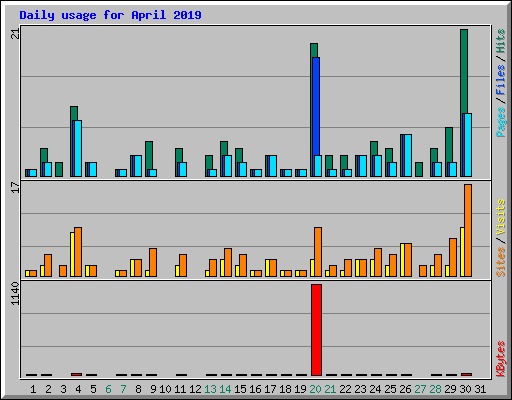 Daily usage for April 2019
21
Pages / Files / Hits
17
Sites / Visits
1140
KBytes
1 2 3 4 5 6 7 8 9 10 11 12 13 14 15 16 17 18 19 20 21 22 23 24 25 26 27 28 29 30 31